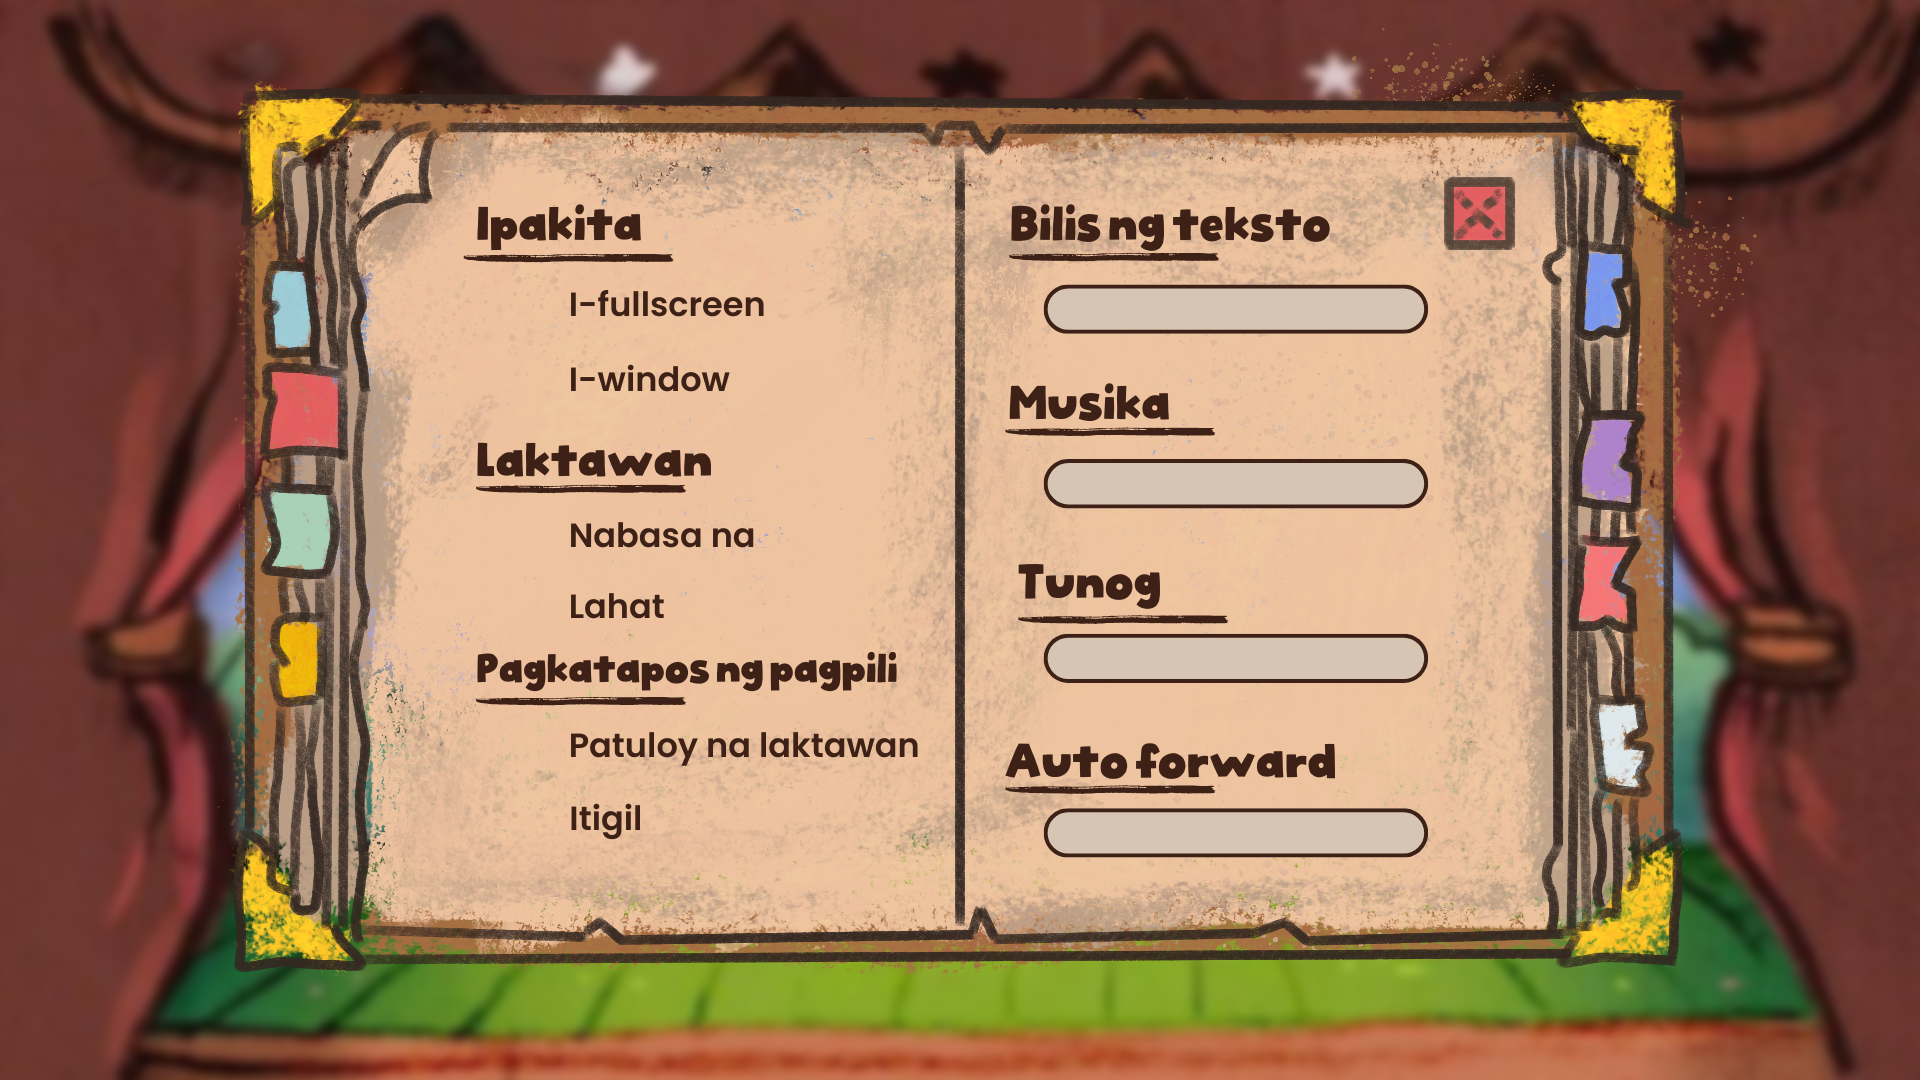 Ipakita
I-fullscreen
I-window
Laktawan
Nabasa na
Lahat
Pagkatapos ng pagpili
Patuloy na laktawan
Itigil
Bilis ng teksto
Musika
Tunog
Auto forward